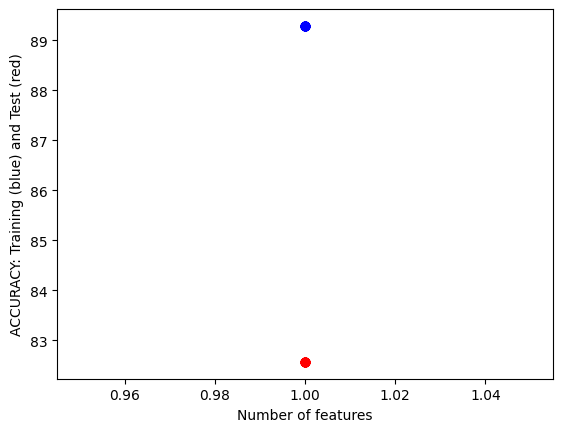 ACCURACY: Training (blue) and Test (red)
89
88
87
86
85
84
83
0.96 0.98 1.00 1.02 1.04
Number of features